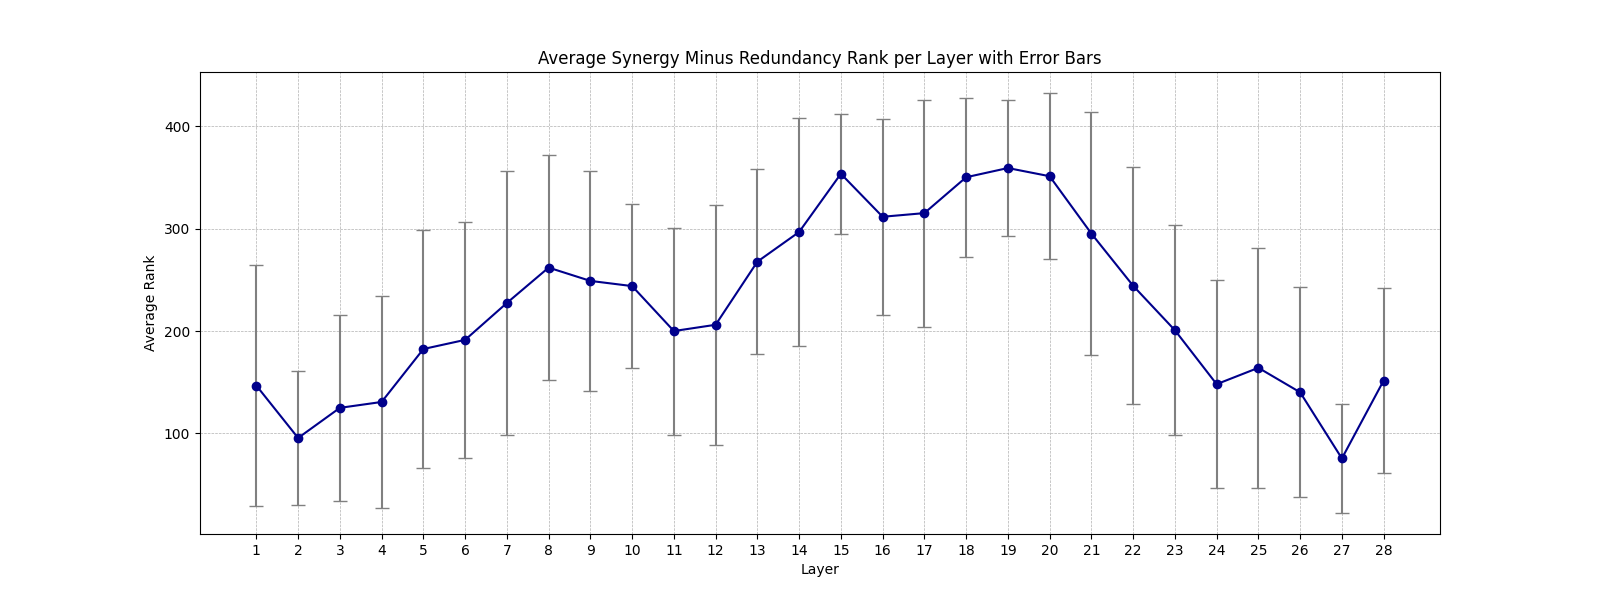 Average Synergy Minus Redundancy Rank per Layer with Error Bars
Average Rank
400
300
200
100
1 2 3 4 5 6 7 8 9 10 11 12 13 14 15 16 17 18 19 20 21 22 23 24 25 26 27 28
Layer